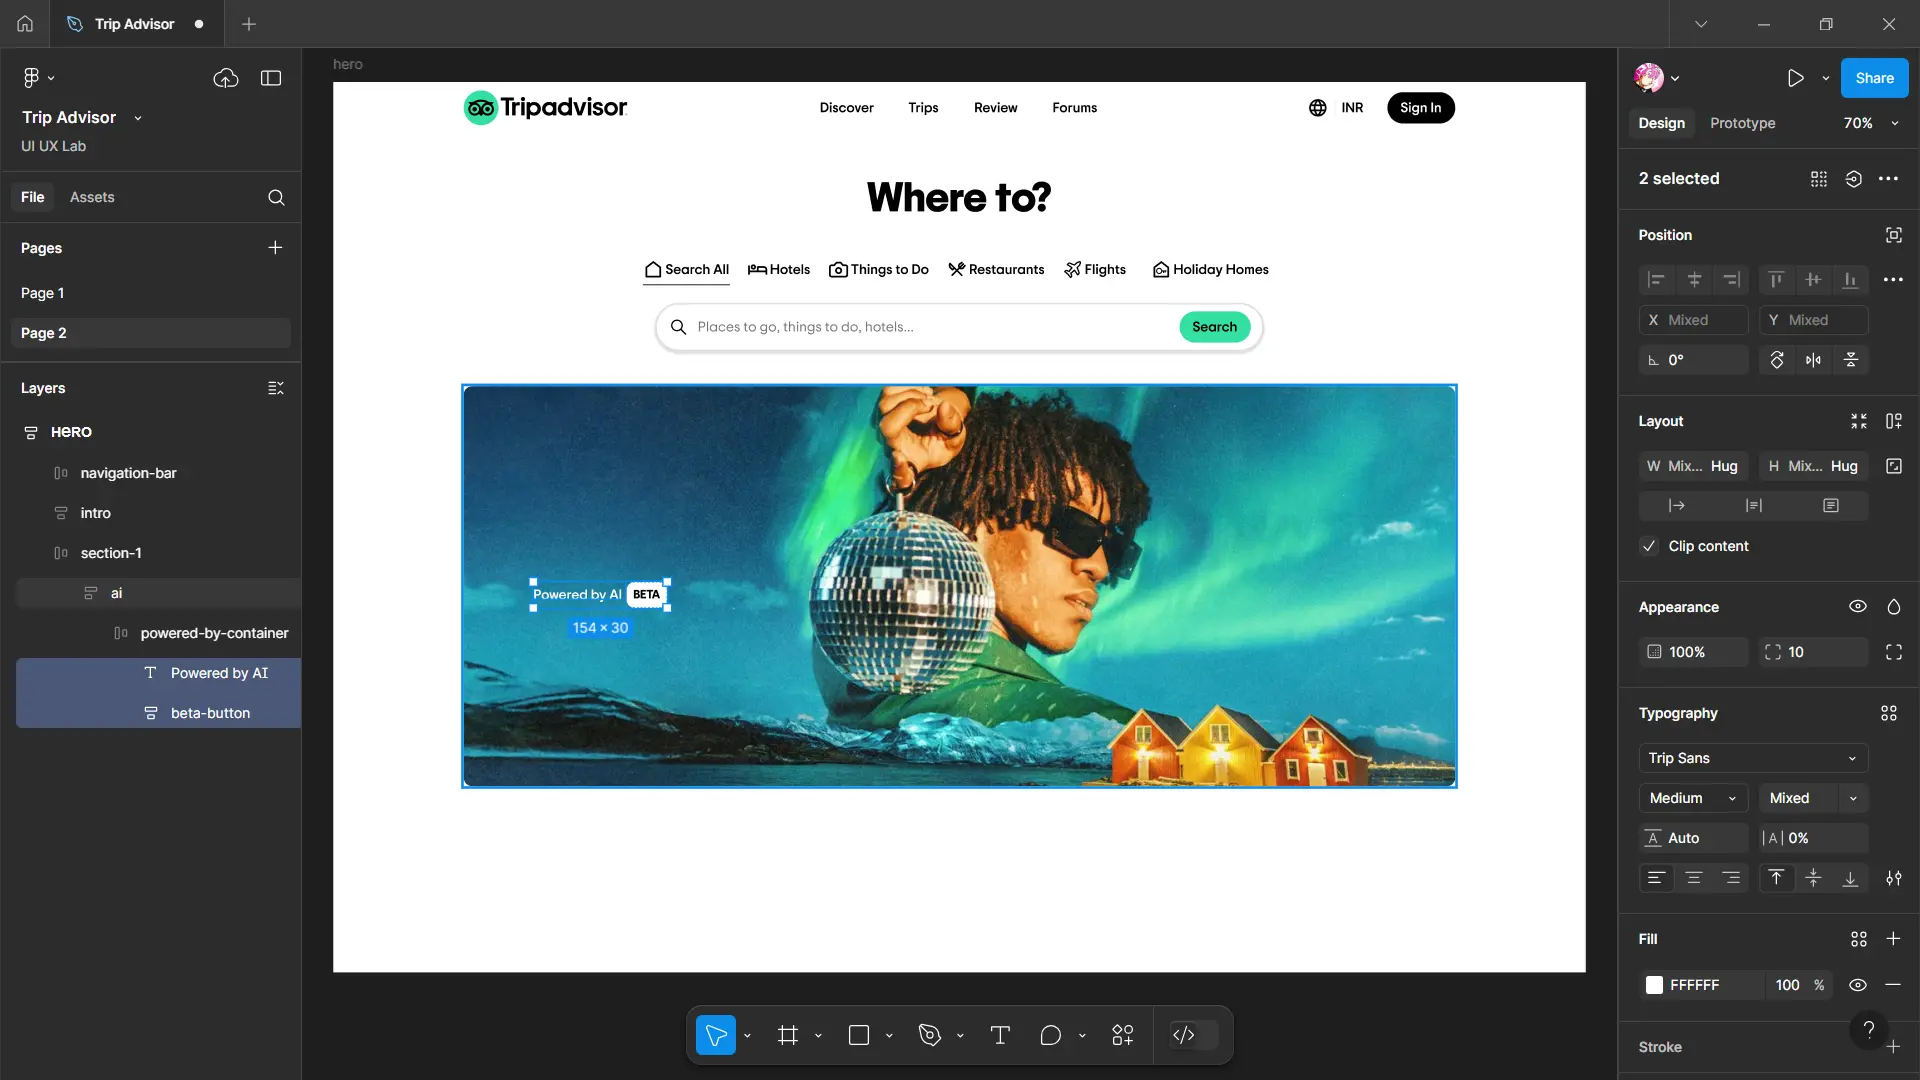 Trip Advisor
hero
Share
Trip Advisor
UI UX Lab
File
Assets
Pages
Page 1
Page 2
Layers
HERO
navigation-bar
intro
section-1
ai
powered-by-container
Powered by AI
beta-button
Tripadvisor
Discover
Trips
Review
Forums
INR
Sign In
Where to?
Search All
Hotels
Things to Do
Restaurants
Flights
Holiday Homes
Places to go, things to do, hotels...
Search
Powered by AI BETA
154 × 30
Design
Prototype
70%
2 selected
Position
X Mixed
Y Mixed
0°
Layout
W Mix... Hug
H Mix... Hug
Clip content
Appearance
100%
10
Typography
Trip Sans
Medium
Mixed
A Auto
|A| 0%
Fill
FFFFFF
100 %
Stroke
?